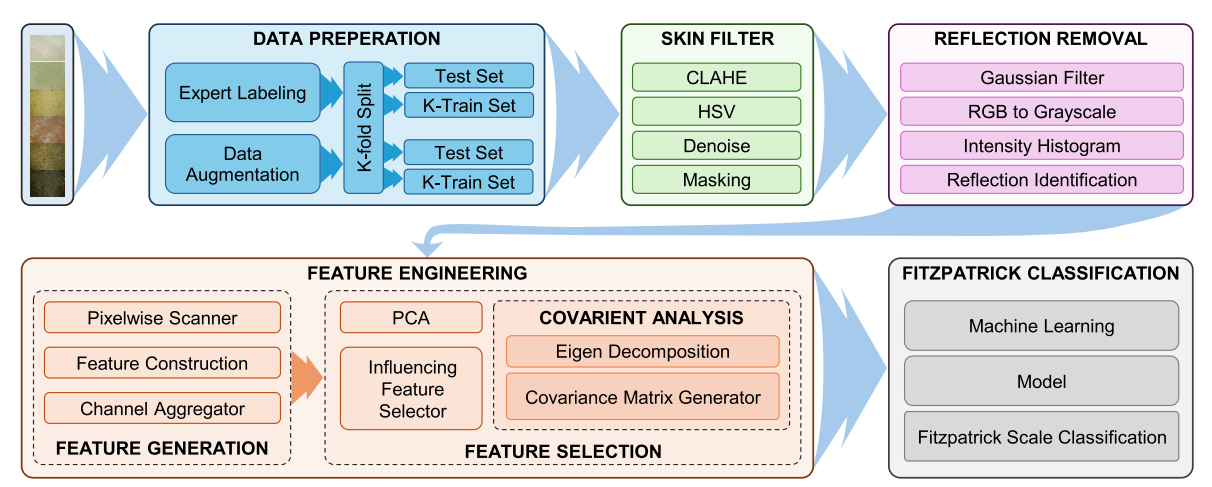 DATA PREPERATION
Expert Labeling
Data
Augmentation
K-fold Split
Test Set
K-Train Set
Test Set
K-Train Set
SKIN FILTER
CLAHE
HSV
Denoise
Masking
REFLECTION REMOVAL
Gaussian Filter
RGB to Grayscale
Intensity Histogram
Reflection Identification
FEATURE ENGINEERING
Pixelwise Scanner
Feature Construction
Channel Aggregator
FEATURE GENERATION
PCA
Influencing
Feature
Selector
COVARIENT ANALYSIS
Eigen Decomposition
Covariance Matrix Generator
FEATURE SELECTION
FITZPATRICK CLASSIFICATION
Machine Learning
Model
Fitzpatrick Scale Classification